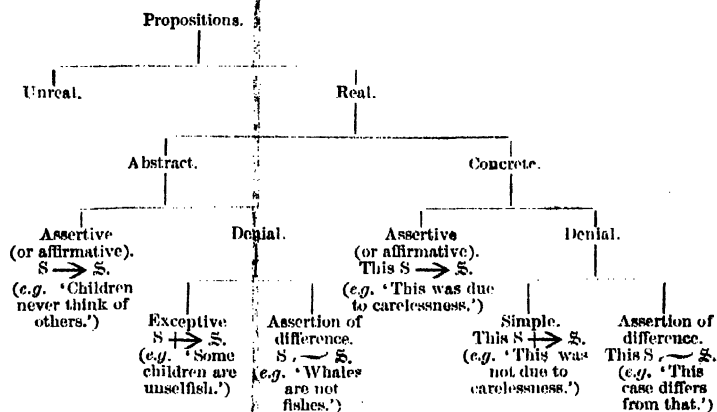 Propositions.
Unreal.
Real.
Abstract.
Concrete.
Assertive
(or affirmative).
S → S.
(e.g. ‘Children
never think of
others.’)
Denial.
Assertive
(or affirmative).
This S → S.
(e.g. ‘This was due
to carelessness.’)
Denial.
Exceptive
S ⇸ S.
(e.g. ‘Some
children are
unselfish.’)
Assertion of
difference.
S . ~ S.
(e.g. ‘Whales
are not
fishes.’)
Simple.
This S ⇸ S.
(e.g. ‘This was
not due to
carelessness.’)
Assertion of
difference.
This S . ~ S.
(e.g. ‘This
case differs
from that.’)